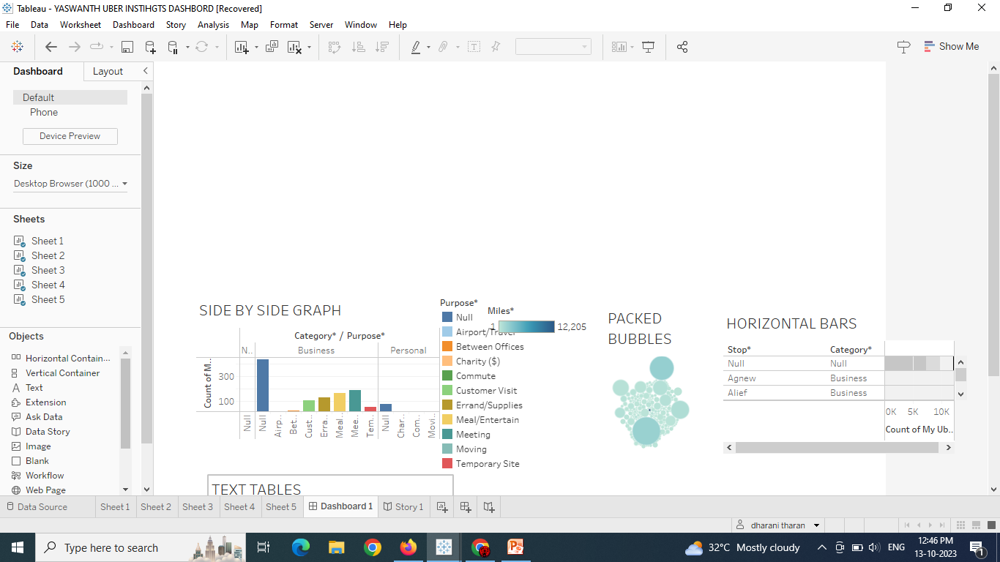 Tableau - YASWANTH UBER INSTIHGTS DASHBORD [Recovered]
File Data Worksheet Dashboard Story Analysis Map Format Server Window Help
Show Me
Dashboard Layout
Default
Phone
Device Preview
Size
Desktop Browser (1000 ...
Sheets
Sheet 1
Sheet 2
Sheet 3
Sheet 4
Sheet 5
Objects
Horizontal Contain...
Vertical Container
Text
Extension
Ask Data
Data Story
Image
Blank
Workflow
Web Page
SIDE BY SIDE GRAPH
Category* / Purpose*
N.. Business Personal
Count of M..
300
100
Null Null Airp.. Bet.. Cust.. Erra.. Meal.. Mee.. Tem.. Null Char.. Com.. Movi..
Purpose*
Null
Airport/Travel
Between Offices
Charity ($)
Commute
Customer Visit
Errand/Supplies
Meal/Entertain
Meeting
Moving
Temporary Site
Miles*
1 12,205
PACKED
BUBBLES
HORIZONTAL BARS
Stop* Category*
Null Null
Agnew Business
Alief Business
0K 5K 10K
Count of My Ub..
TEXT TABLES
Data Source Sheet 1 Sheet 2 Sheet 3 Sheet 4 Sheet 5 Dashboard 1 Story 1
dharani tharan
Type here to search
32°C Mostly cloudy
ENG
12:46 PM
13-10-2023
1